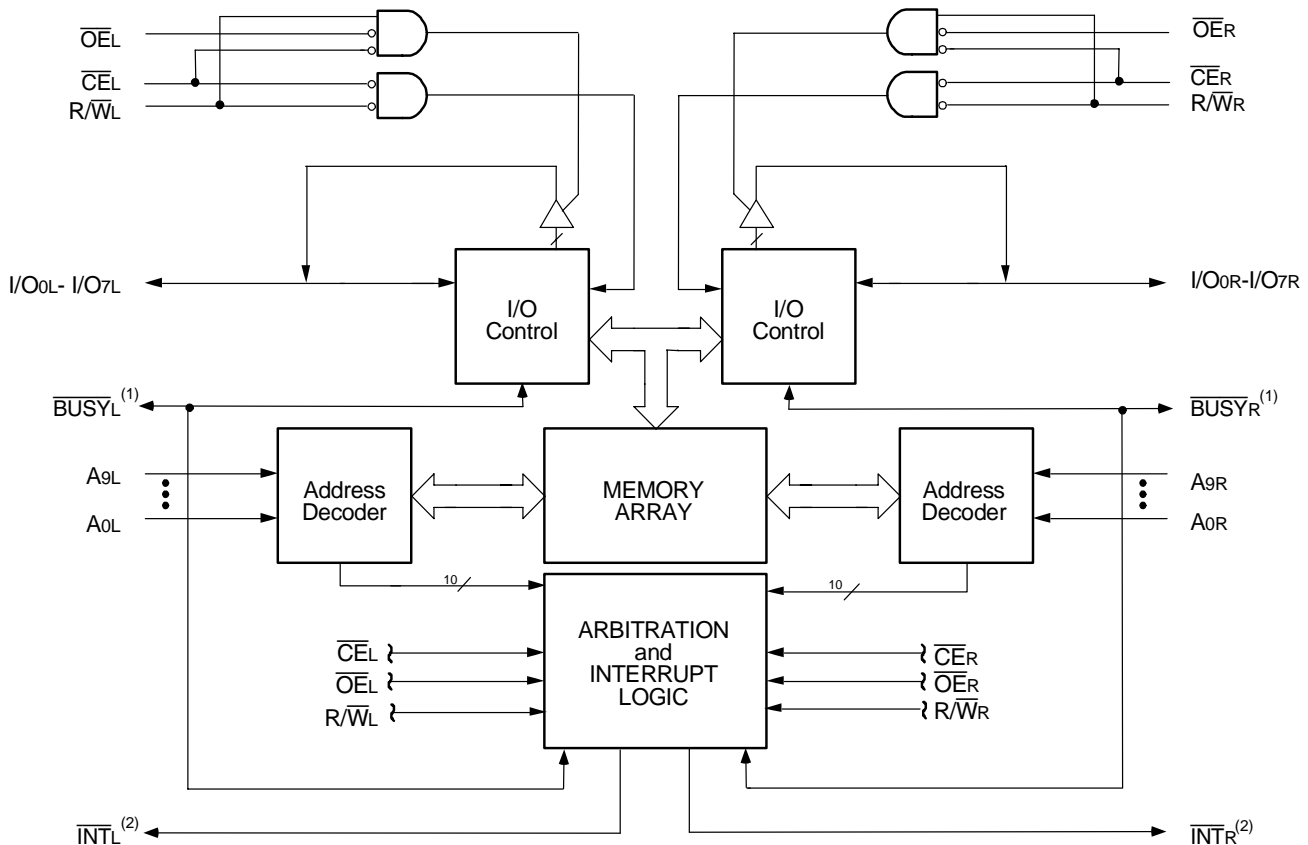 OEL
OER
CEL
CER
R/WL
R/WR
I/O0L- I/O7L
I/O
Control
I/O
Control
I/O0R-I/O7R
BUSYL(1)
BUSYR(1)
A9L
A0L
Address
Decoder
MEMORY
ARRAY
Address
Decoder
A9R
A0R
10
10
ARBITRATION
and
INTERRUPT
LOGIC
CEL
OEL
R/WL
CER
OER
R/WR
INTL(2)
INTR(2)